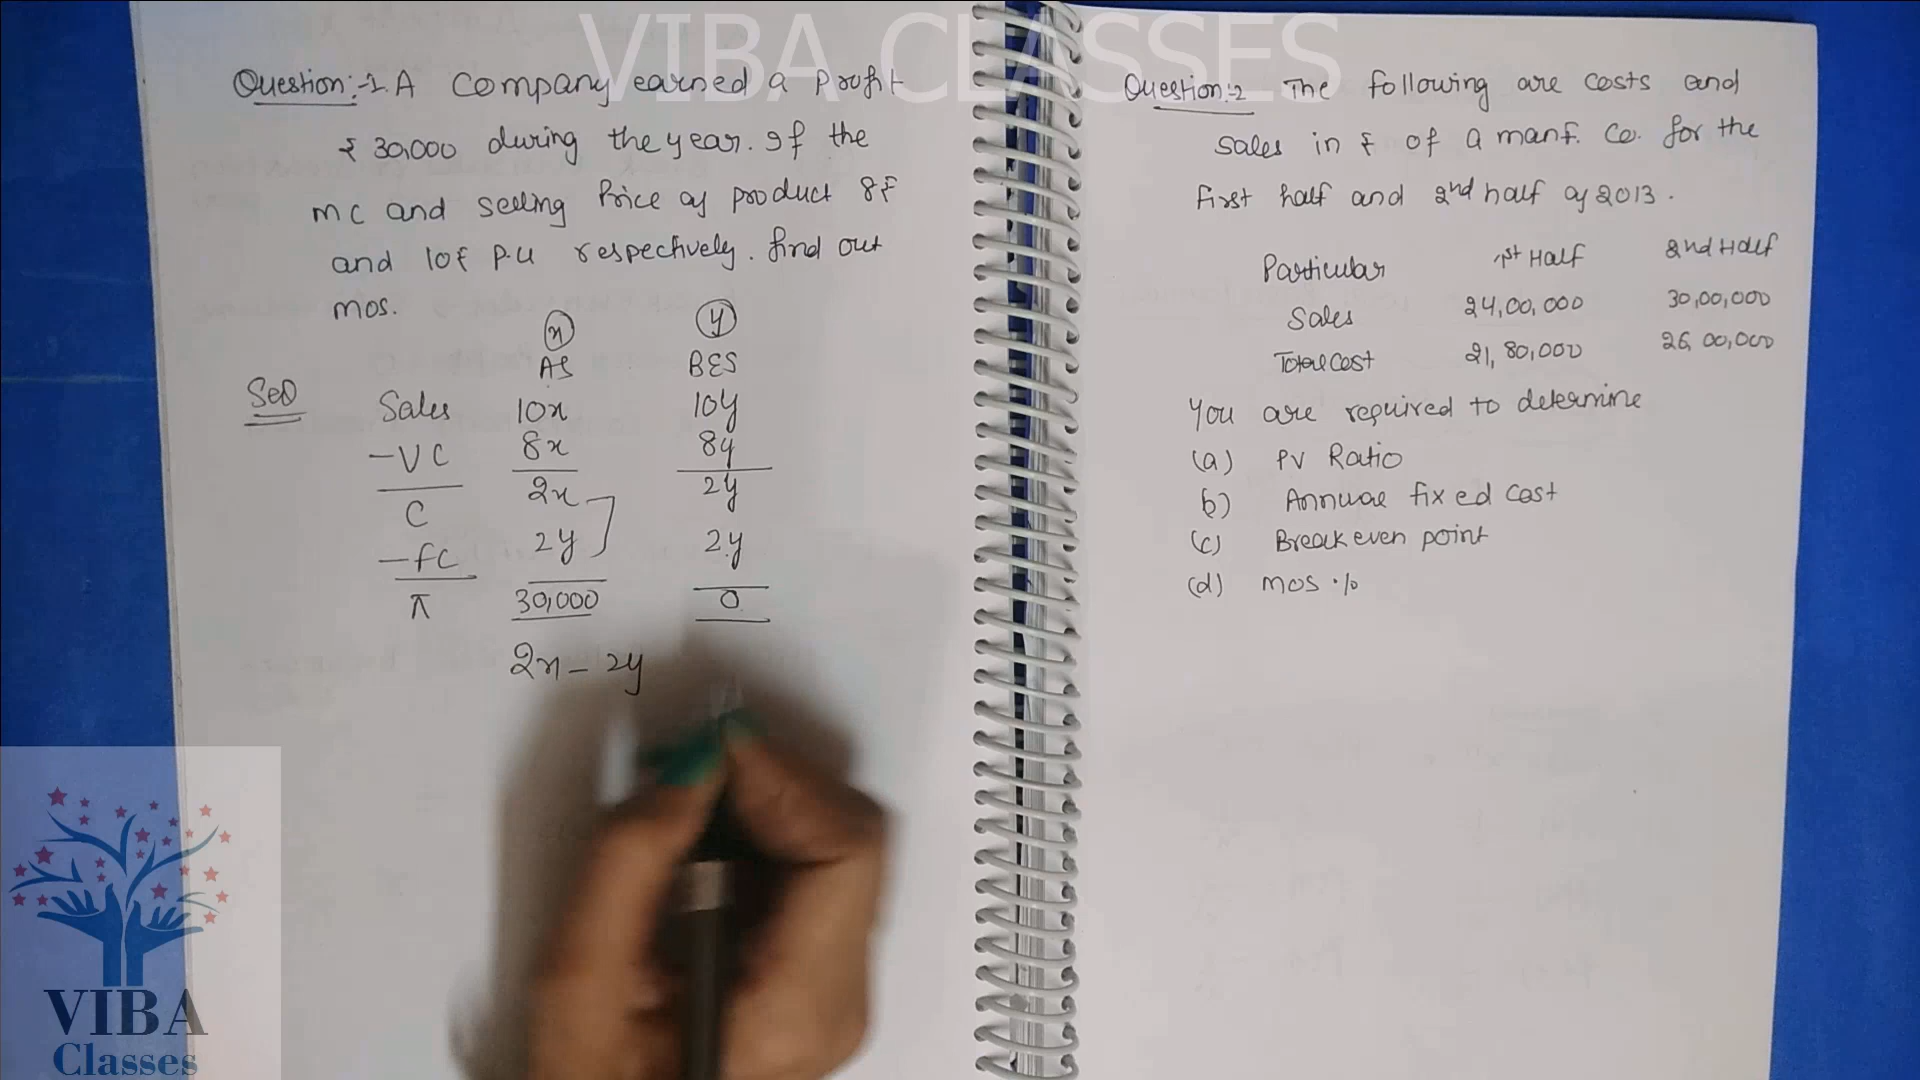 VIBA CLASSES
Question:-1. A Company earned a Profit
₹ 30,000 during the year. If the
mc and selling Price of product 8₹
and 10₹ P.U respectively. find out
mos.
x y
AS BES
Sol Sales 10x 10y
-VC 8x 8y
C 2x 2y
-fC 2y 2y
π 30,000 0
2x - 2y
Question:-2 The following are costs and
Sales in ₹ of a manf. Co. for the
First half and 2nd half of 2013.
Particular 1st Half 2nd Half
Sales 24,00,000 30,00,000
Total Cost 21,80,000 26,00,000
You are required to determine
(a) PV Ratio
b) Annual fixed Cost
(c) Break even point
(d) mos %
VIBA
Classes